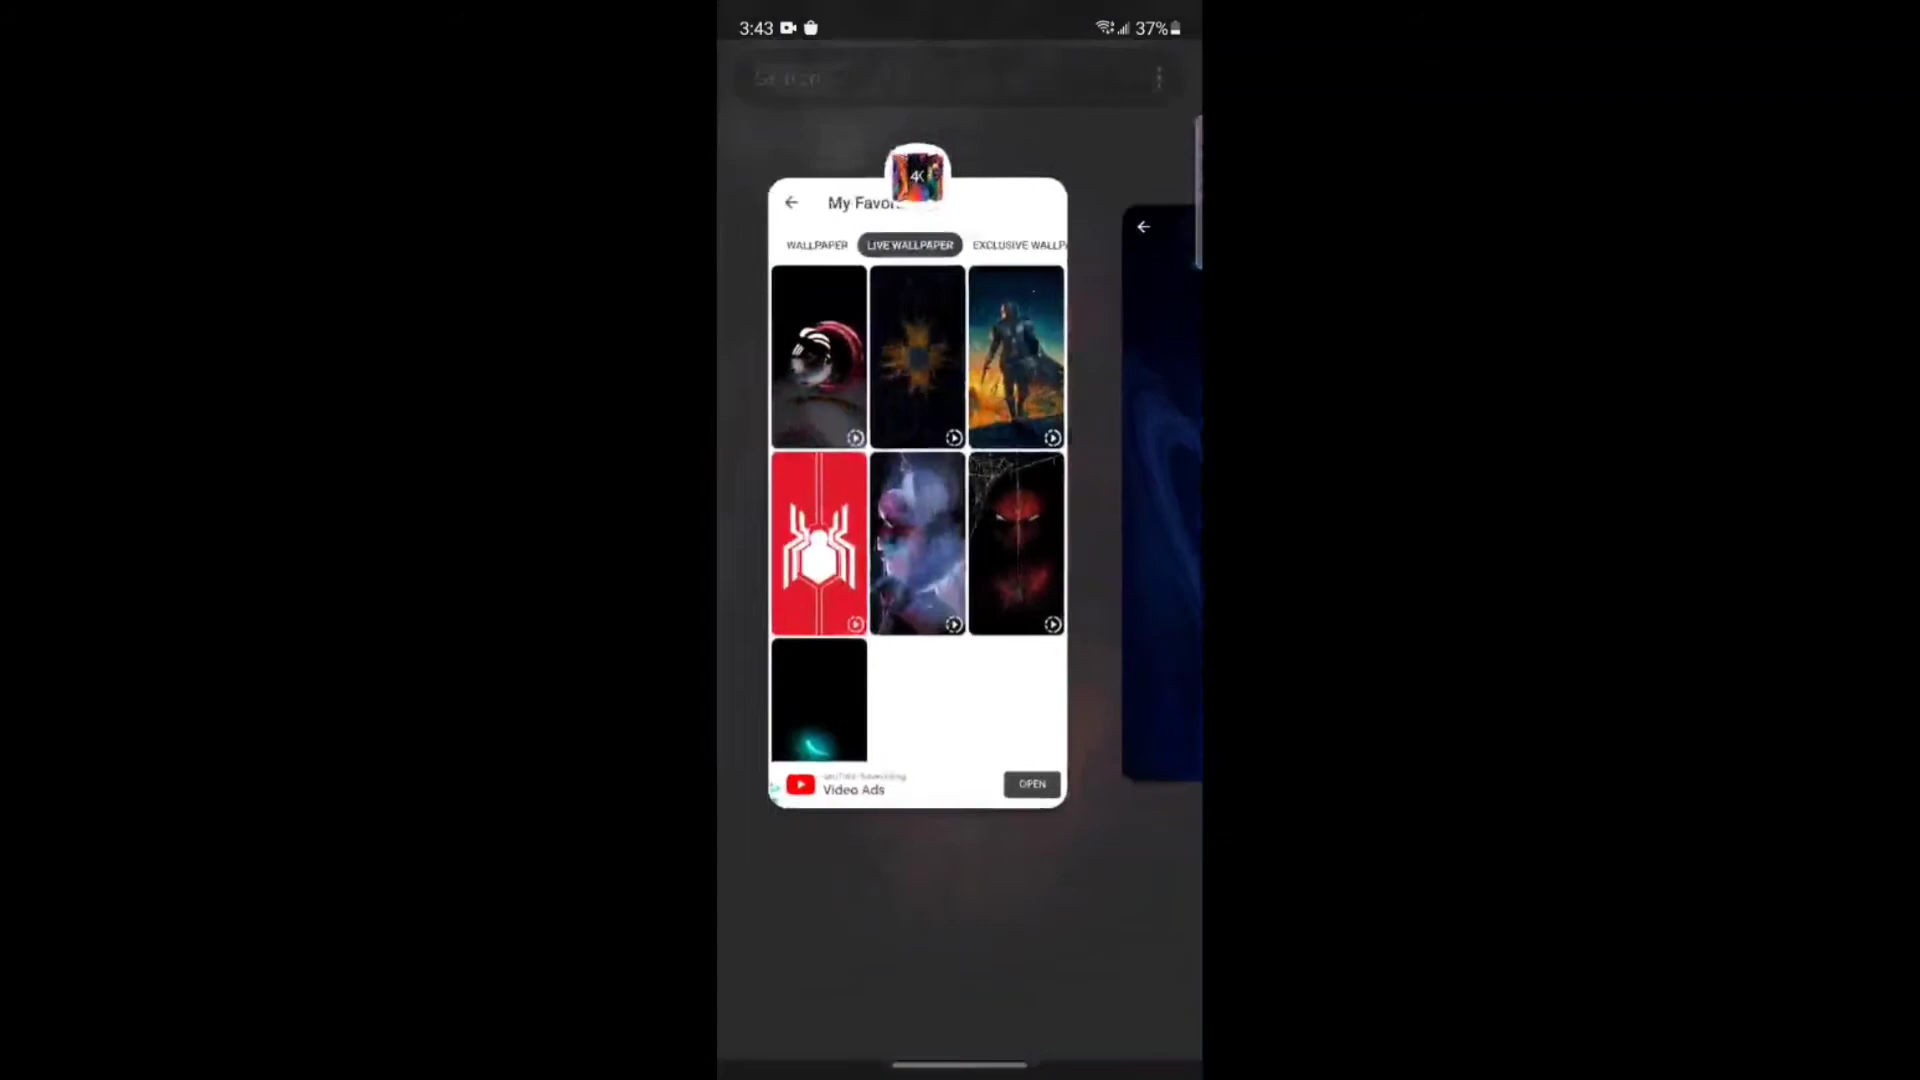 3:43
37%
4K
My Favor
WALLPAPER
LIVE WALLPAPER
EXCLUSIVE WALLP
Video Ads
OPEN